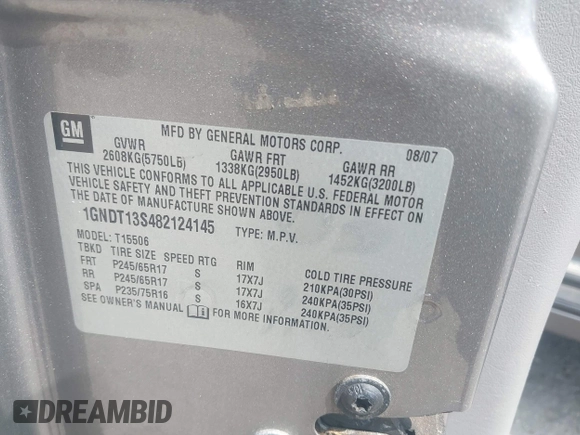 GM
MFD BY GENERAL MOTORS CORP. 08/07
GVWR GAWR FRT GAWR RR
2608KG(5750LB) 1338KG(2950LB) 1452KG(3200LB)
THIS VEHICLE CONFORMS TO ALL APPLICABLE U.S. FEDERAL MOTOR
VEHICLE SAFETY AND THEFT PREVENTION STANDARDS IN EFFECT ON
THE DATE OF MANUFACTURE SHOWN ABOVE.
1GNDT13S482124145 TYPE: M.P.V.
MODEL: T15506
TBKD TIRE SIZE SPEED RTG RIM COLD TIRE PRESSURE
FRT P245/65R17 S 17X7J 210KPA(30PSI)
RR P245/65R17 S 17X7J 240KPA(35PSI)
SPA P235/75R16 S 16X7J 240KPA(35PSI)
SEE OWNER'S MANUAL FOR MORE INFORMATION.
DREAMBID